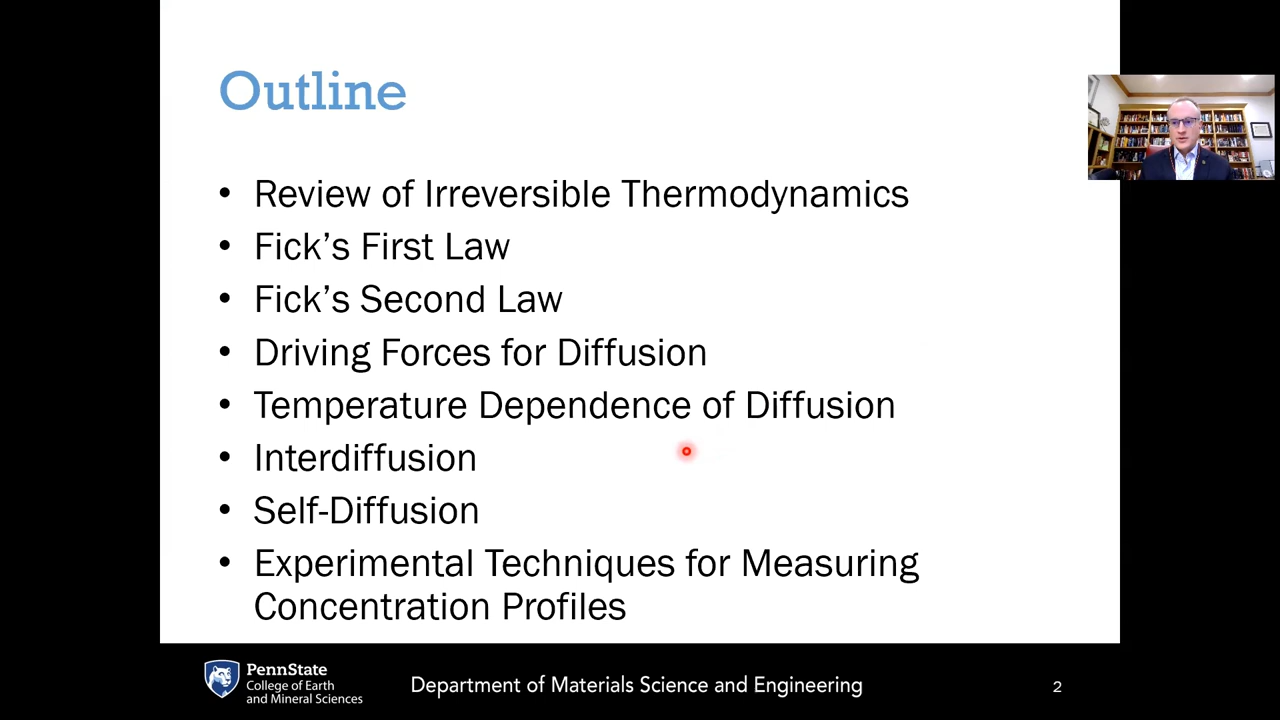 Outline
• Review of Irreversible Thermodynamics
• Fick’s First Law
• Fick’s Second Law
• Driving Forces for Diffusion
• Temperature Dependence of Diffusion
• Interdiffusion
• Self-Diffusion
• Experimental Techniques for Measuring
Concentration Profiles
PennState
College of Earth
and Mineral Sciences
Department of Materials Science and Engineering
2